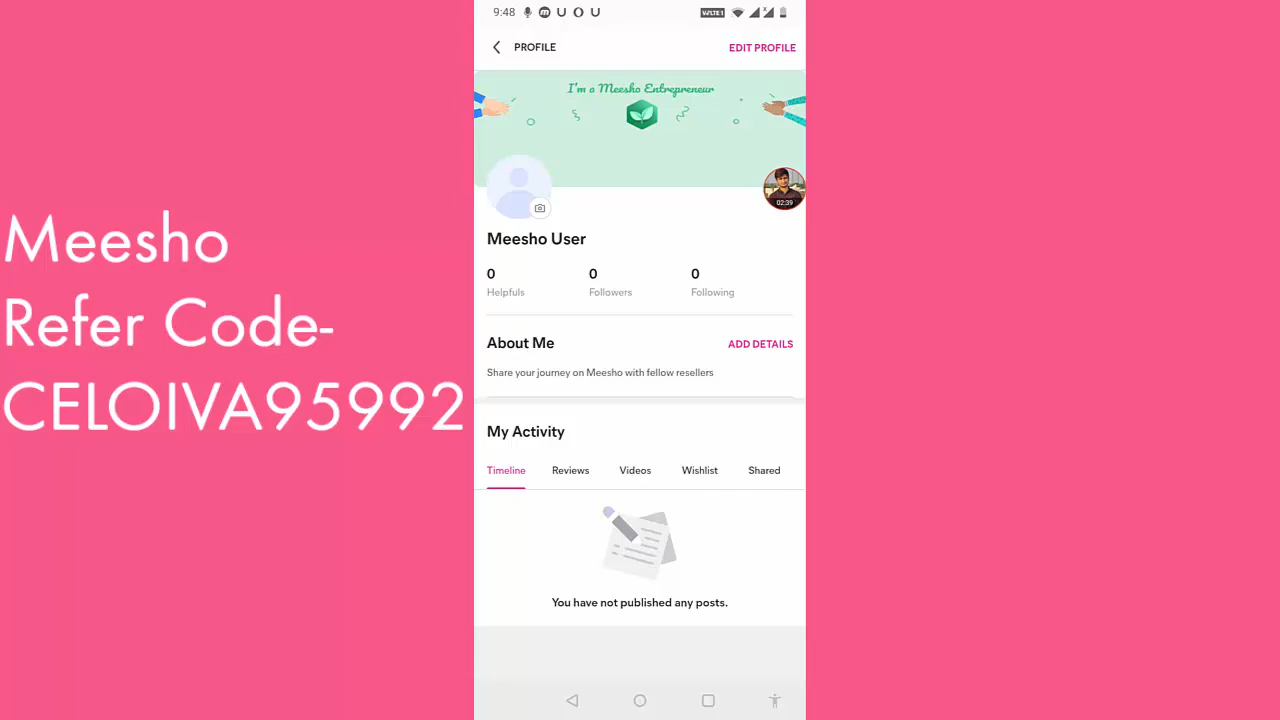 9:48
VoLTE1
PROFILE
EDIT PROFILE
I'm a Meesho Entrepreneur
02:39
Meesho User
0 0 0
Helpfuls Followers Following
About Me
ADD DETAILS
Share your journey on Meesho with fellow resellers
My Activity
Timeline Reviews Videos Wishlist Shared
You have not published any posts.
Meesho
Refer Code-
CELOIVA95992